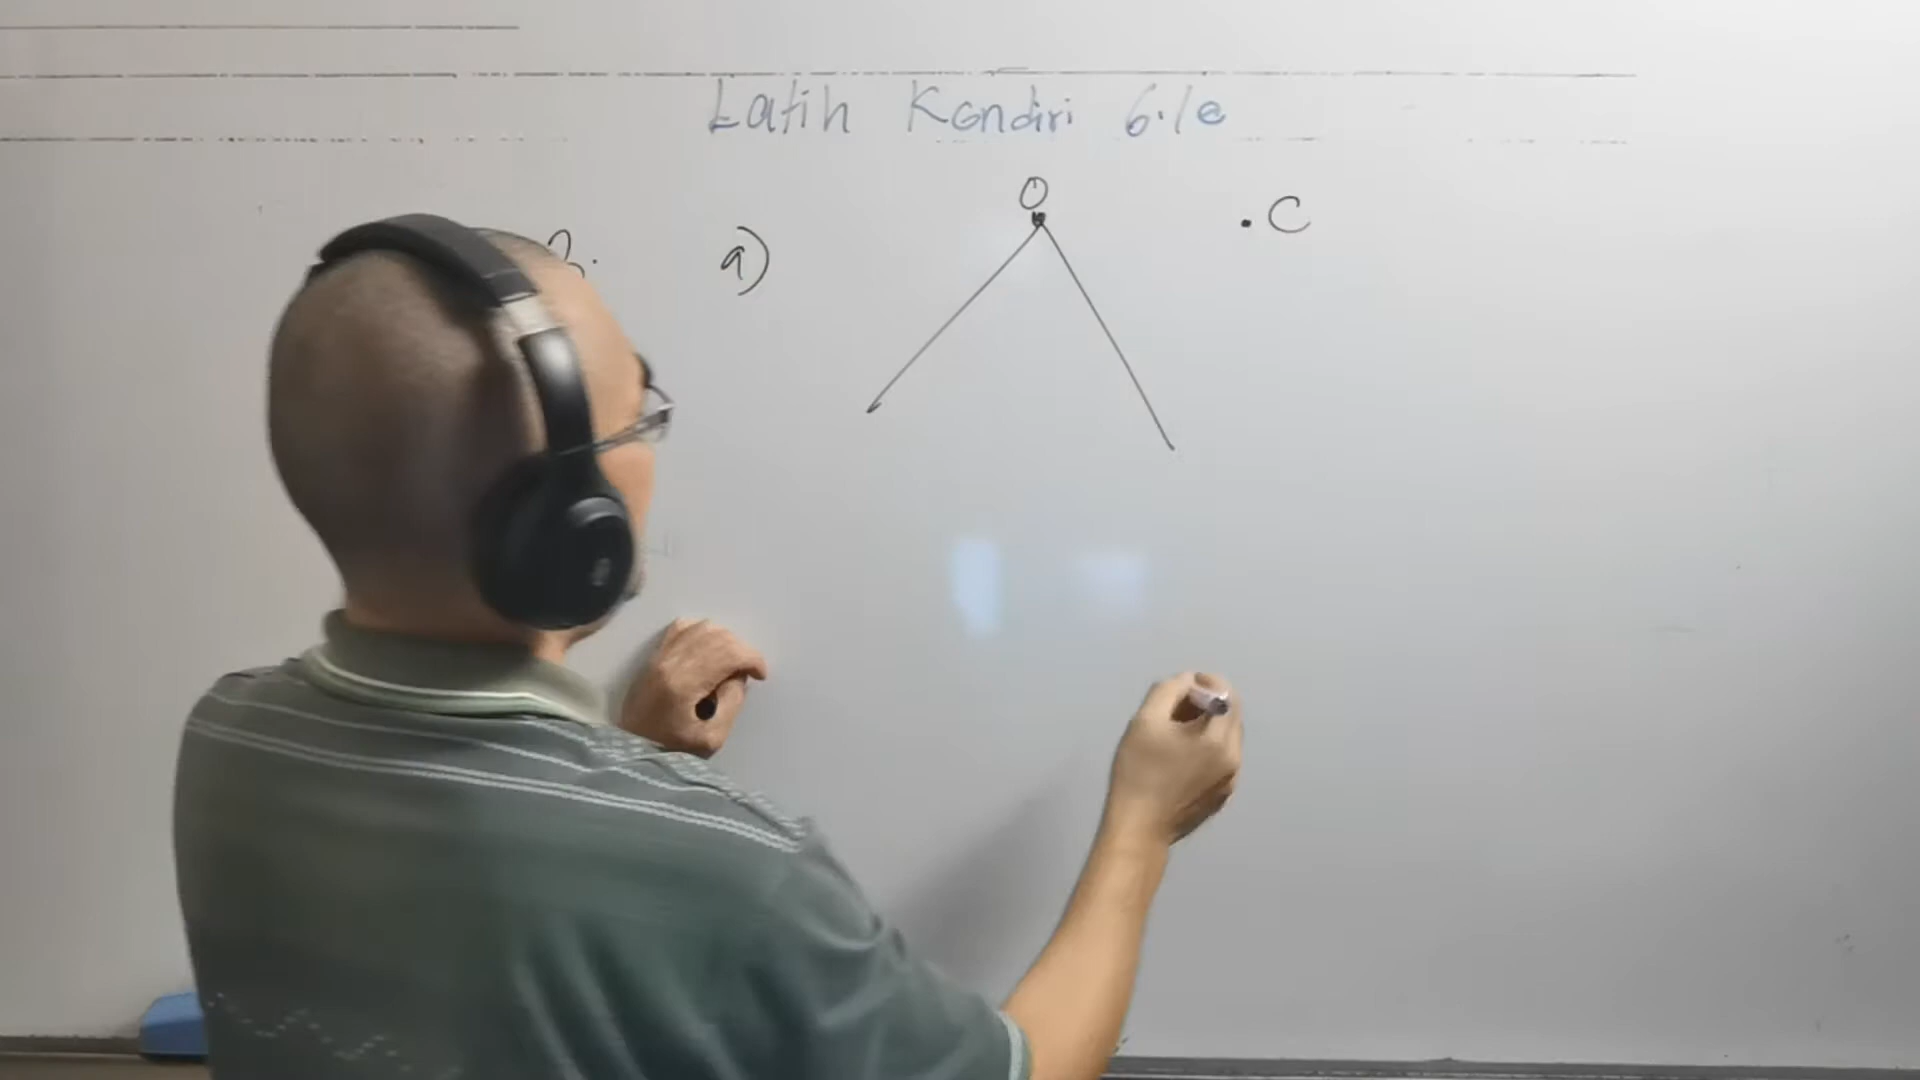 Latih Kendiri 6.1e
O
. C
2. a)